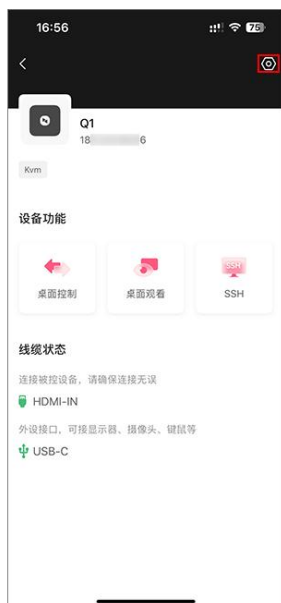 16:56
75
Q1
18 6
Kvm
设备功能
桌面控制
桌面观看
SSH
SSH
线缆状态
连接被控设备，请确保连接无误
HDMI-IN
外设接口，可接显示器、摄像头、键鼠等
USB-C